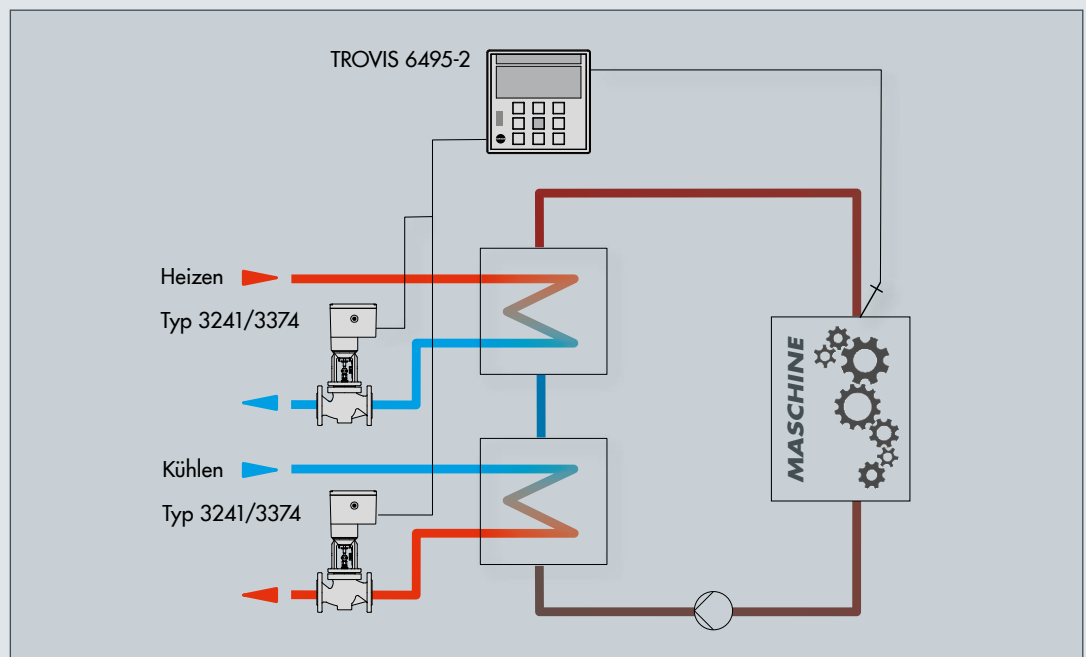 TROVIS 6495-2
Heizen
Typ 3241/3374
MASCHINE
Kühlen
Typ 3241/3374